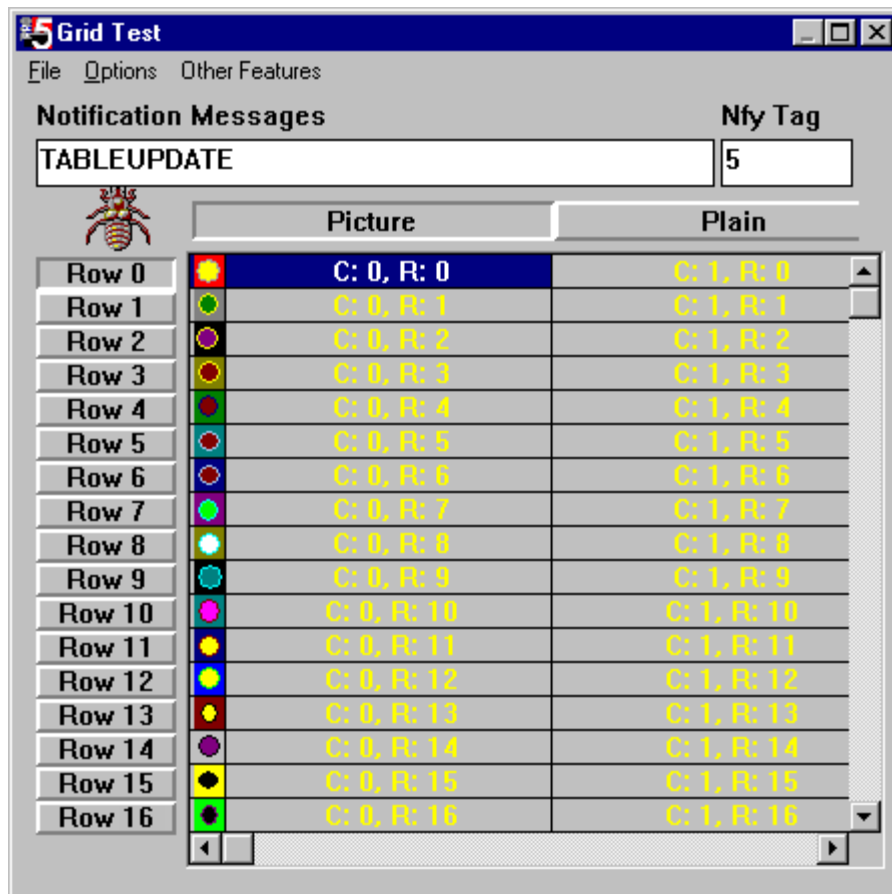 Grid Test
File Options Other Features
Notification Messages Nfy Tag
TABLEUPDATE 5
Picture Plain
Row 0 C: 0, R: 0 C: 1, R: 0
Row 1 C: 0, R: 1 C: 1, R: 1
Row 2 C: 0, R: 2 C: 1, R: 2
Row 3 C: 0, R: 3 C: 1, R: 3
Row 4 C: 0, R: 4 C: 1, R: 4
Row 5 C: 0, R: 5 C: 1, R: 5
Row 6 C: 0, R: 6 C: 1, R: 6
Row 7 C: 0, R: 7 C: 1, R: 7
Row 8 C: 0, R: 8 C: 1, R: 8
Row 9 C: 0, R: 9 C: 1, R: 9
Row 10 C: 0, R: 10 C: 1, R: 10
Row 11 C: 0, R: 11 C: 1, R: 11
Row 12 C: 0, R: 12 C: 1, R: 12
Row 13 C: 0, R: 13 C: 1, R: 13
Row 14 C: 0, R: 14 C: 1, R: 14
Row 15 C: 0, R: 15 C: 1, R: 15
Row 16 C: 0, R: 16 C: 1, R: 16